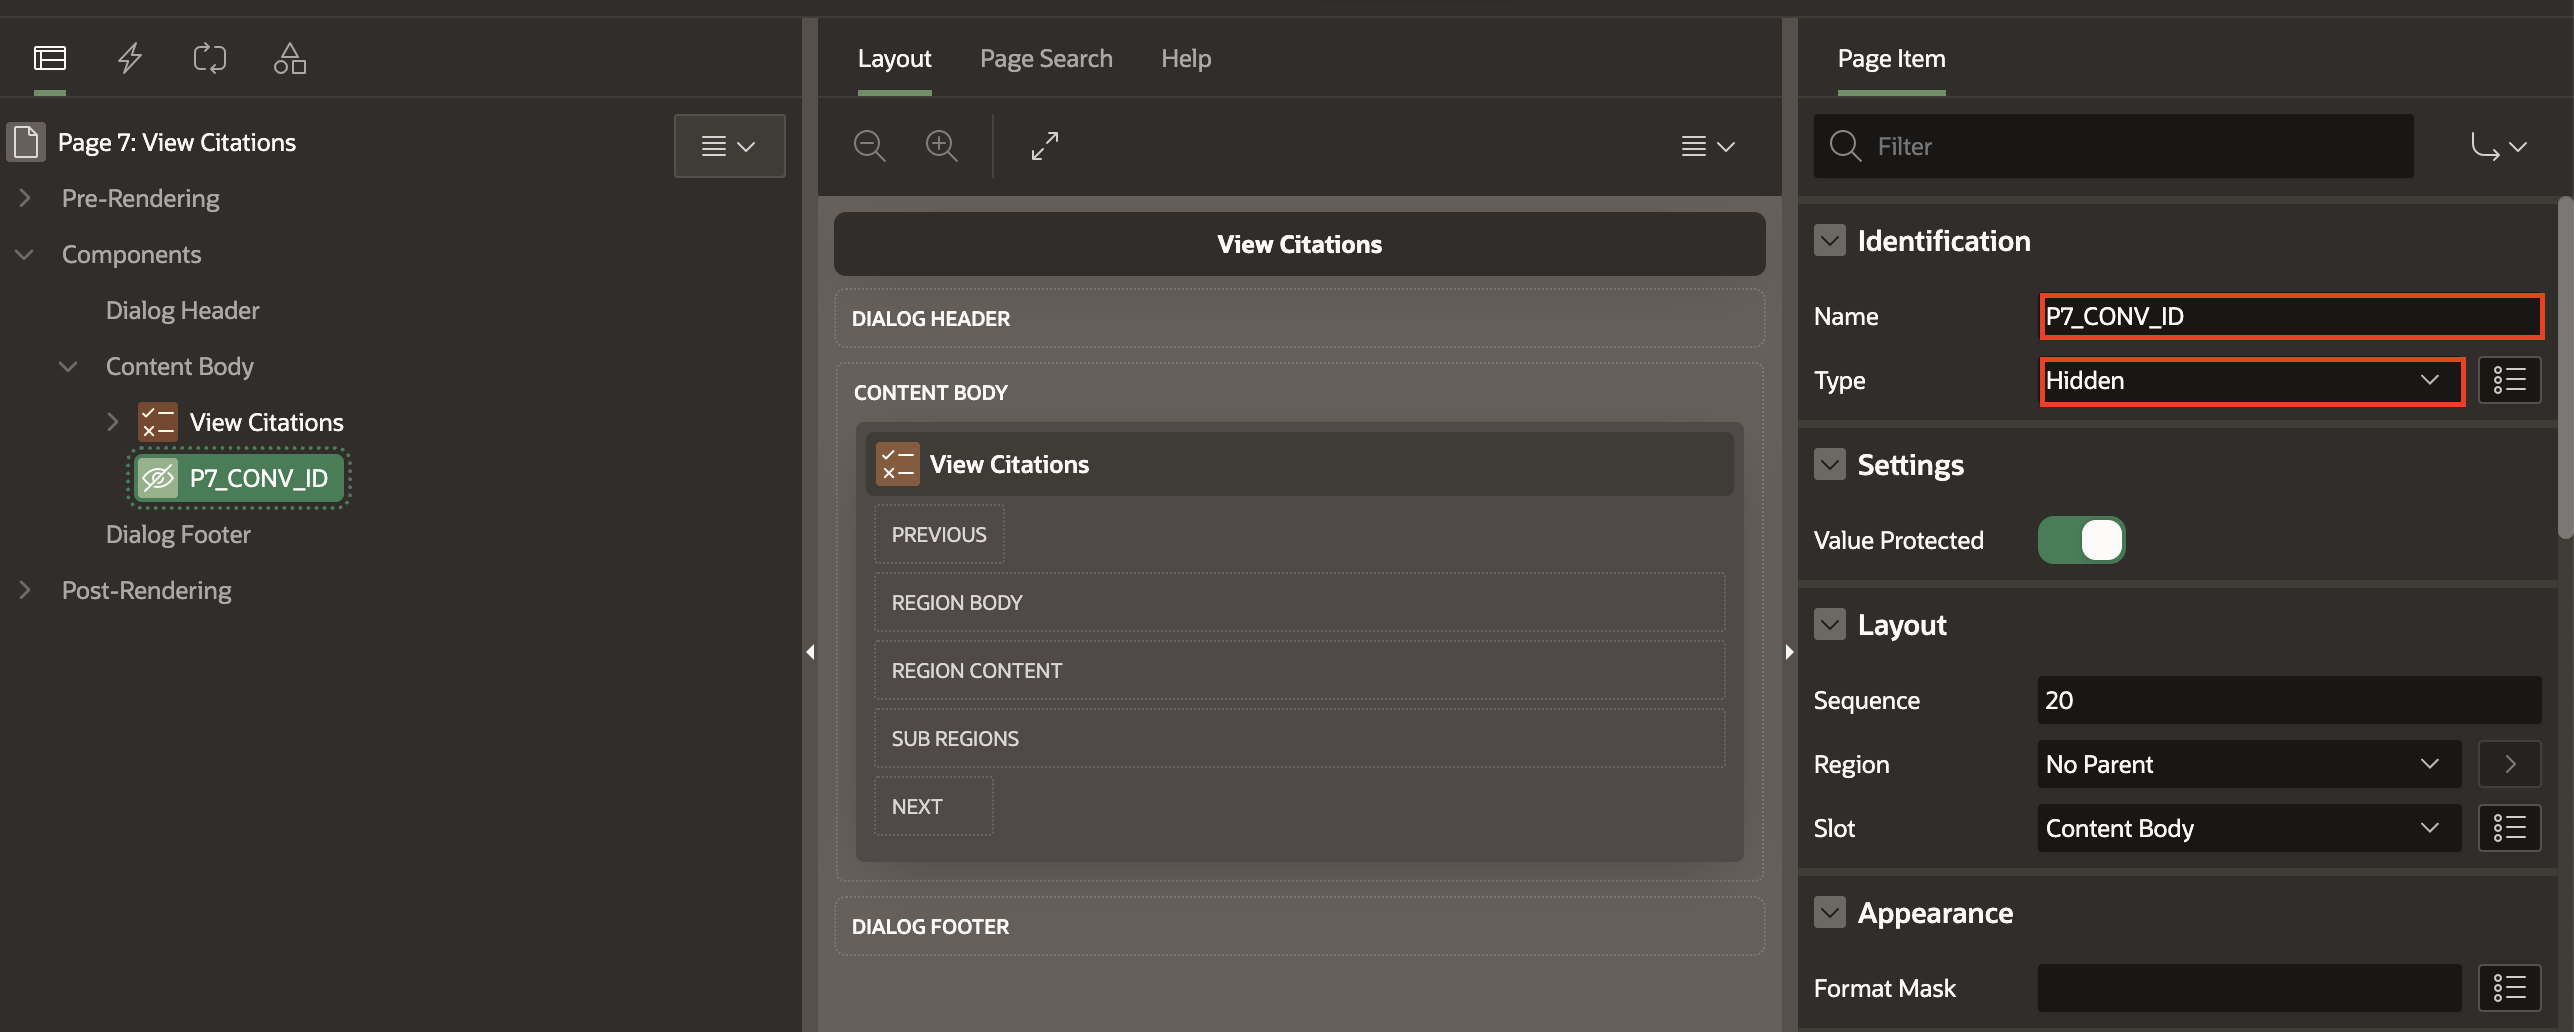 Page 7: View Citations
Pre-Rendering
Components
Dialog Header
Content Body
View Citations
P7_CONV_ID
Dialog Footer
Post-Rendering
Layout
Page Search
Help
View Citations
DIALOG HEADER
CONTENT BODY
View Citations
PREVIOUS
REGION BODY
REGION CONTENT
SUB REGIONS
NEXT
DIALOG FOOTER
Page Item
Filter
Identification
Name
P7_CONV_ID
Type
Hidden
Settings
Value Protected
Layout
Sequence
20
Region
No Parent
Slot
Content Body
Appearance
Format Mask